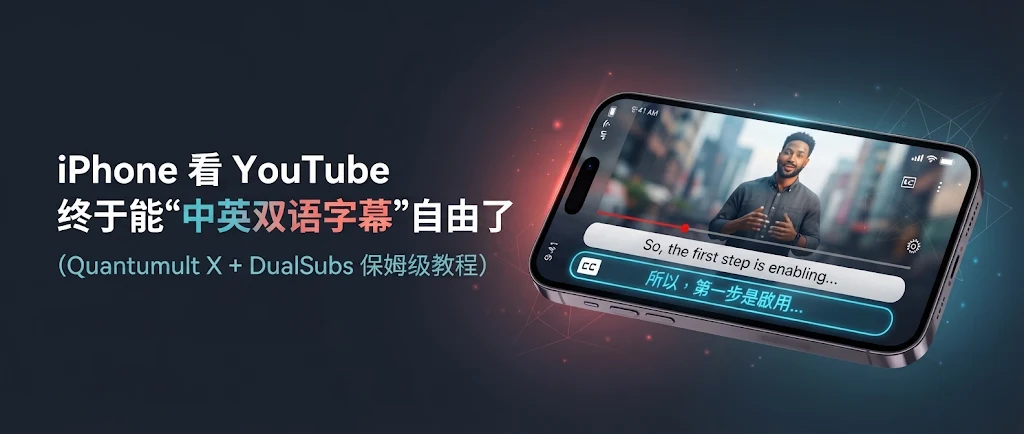 iPhone 看 YouTube
终于能“中英双语字幕”自由了
（Quantumult X + DualSubs 保姆级教程）
9:41 AM
So, the first step is enabling...
CC
所以，第一步是啟用...
9:41